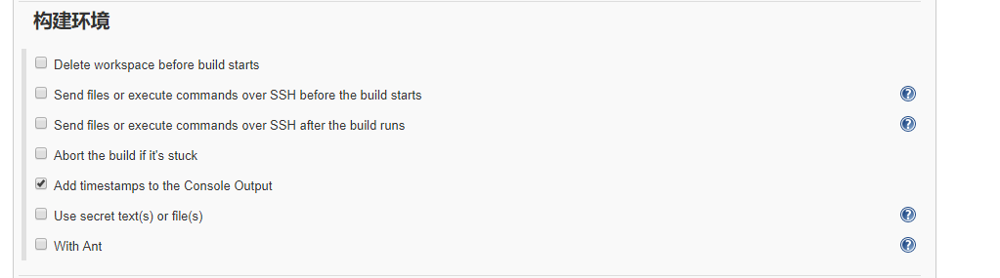 构建环境
Delete workspace before build starts
Send files or execute commands over SSH before the build starts
Send files or execute commands over SSH after the build runs
Abort the build if it's stuck
Add timestamps to the Console Output
Use secret text(s) or file(s)
With Ant